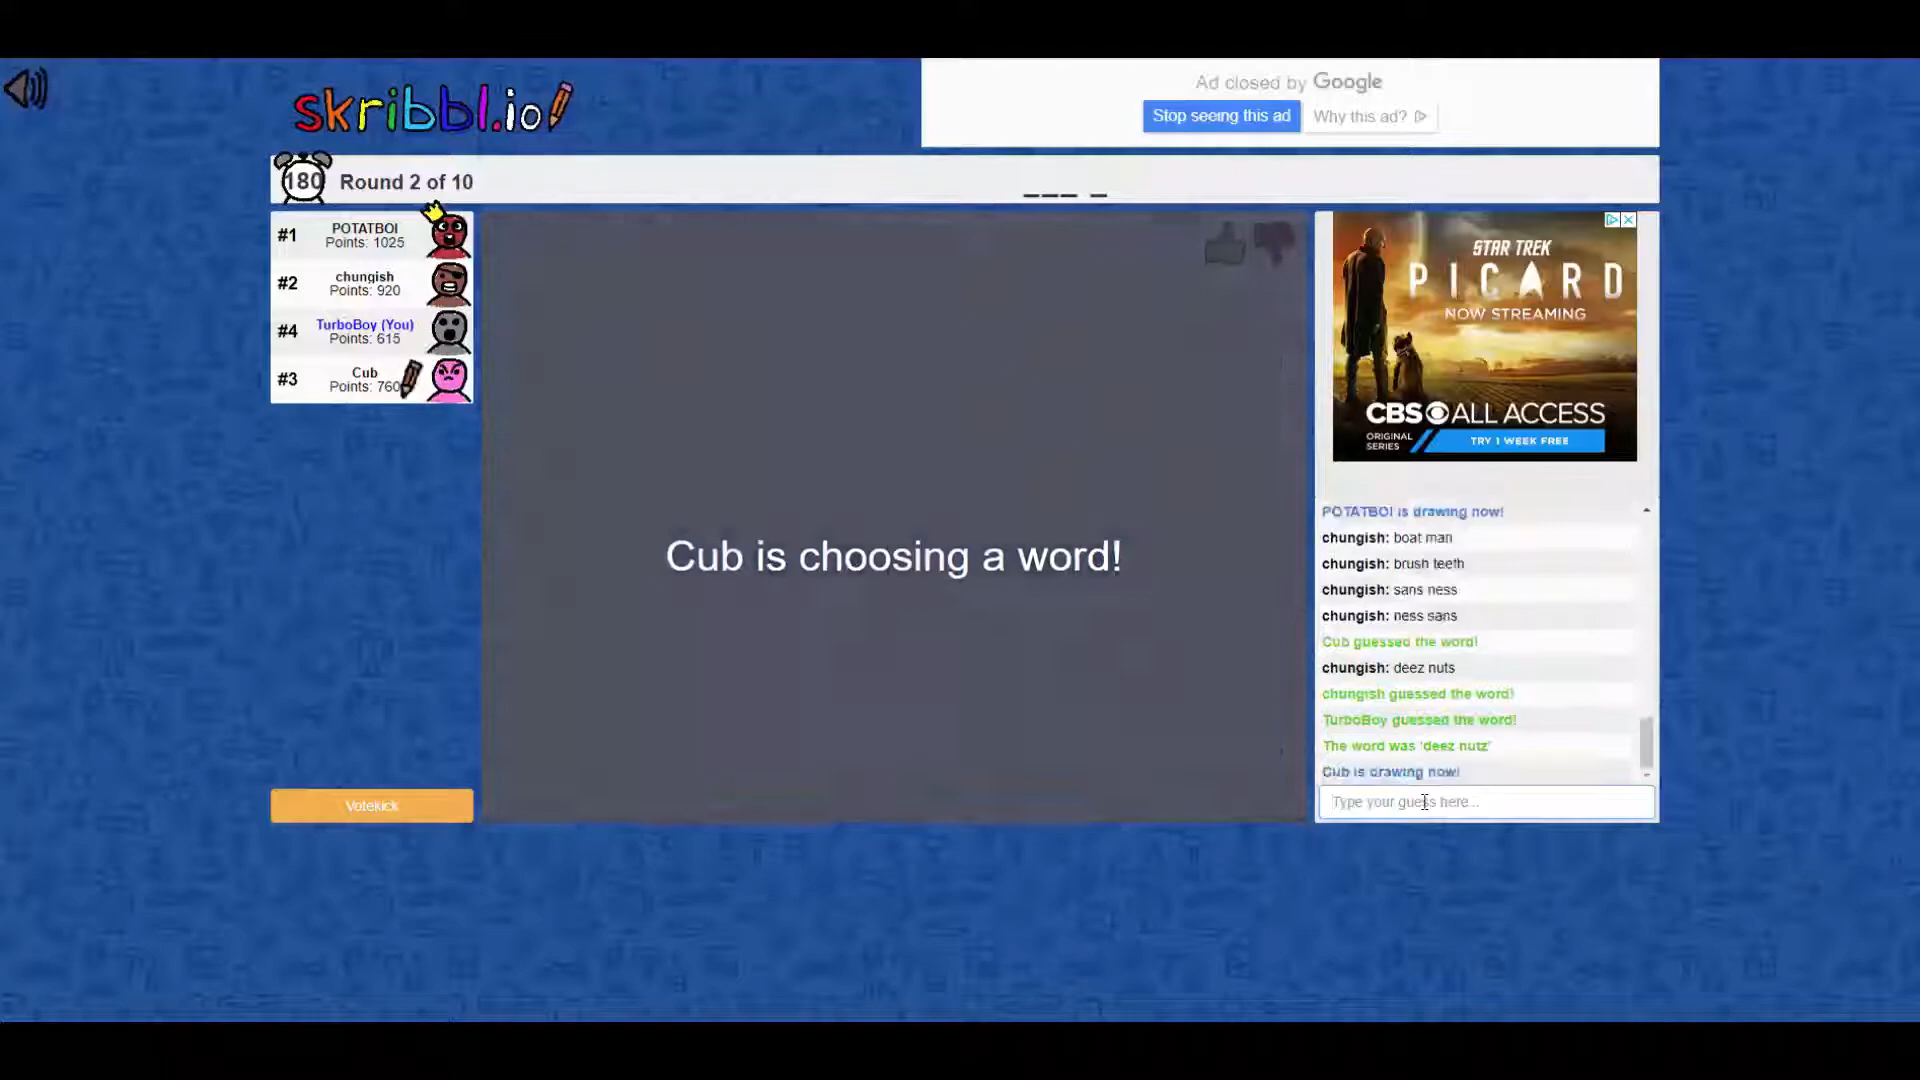 skribbl.io
Ad closed by Google
Stop seeing this ad
Why this ad?
180
Round 2 of 10
___ _
#1
POTATBOI
Points: 1025
#2
chungish
Points: 920
#4
TurboBoy (You)
Points: 615
#3
Cub
Points: 760
Votekick
Cub is choosing a word!
STAR TREK
PICARD
NOW STREAMING
CBS ALL ACCESS
ORIGINAL SERIES
TRY 1 WEEK FREE
POTATBOI is drawing now!
chungish: boat man
chungish: brush teeth
chungish: sans ness
chungish: ness sans
Cub guessed the word!
chungish: deez nuts
chungish guessed the word!
TurboBoy guessed the word!
The word was 'deez nutz'
Cub is drawing now!
Type your guess here...